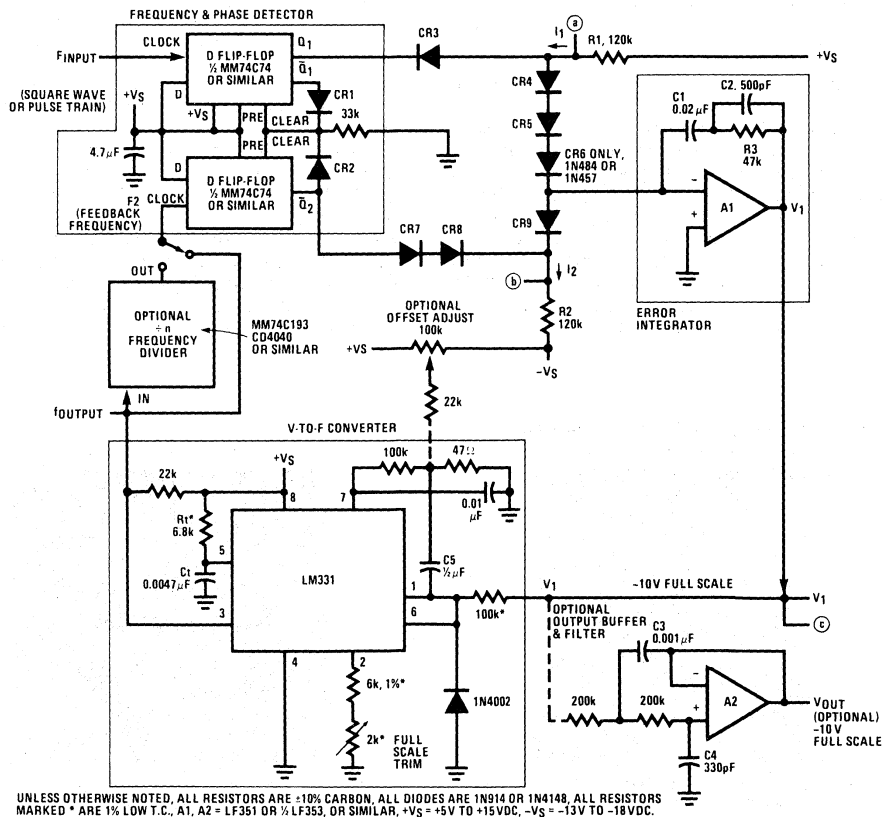 FREQUENCY & PHASE DETECTOR
FINPUT
CLOCK
(SQUARE WAVE
OR PULSE TRAIN)
D FLIP-FLOP
½ MM74C74
OR SIMILAR
Q1
Q̅1
D
+VS
+VS
PRE
CLEAR
PRE
CLEAR
4.7µF
CR1
33k
CR2
D
D FLIP-FLOP
½ MM74C74
OR SIMILAR
Q̅2
F2
(FEEDBACK
FREQUENCY)
CLOCK
CR3
I1
a
R1, 120k
+VS
CR4
CR5
CR6 ONLY,
1N484 OR
1N457
CR9
CR7
CR8
I2
b
R2
120k
-VS
C2, 500pF
C1
0.02µF
R3
47k
-
+
A1
V1
ERROR
INTEGRATOR
OUT
OPTIONAL
÷ n
FREQUENCY
DIVIDER
MM74C193
CD4040
OR SIMILAR
IN
fOUTPUT
OPTIONAL
OFFSET ADJUST
100k
+VS
22k
V-TO-F CONVERTER
22k
+VS
8
7
100k
47Ω
0.01
µF
Rt*
6.8k
5
Ct
0.0047µF
LM331
C5
½µF
1
6
100k*
3
4
2
6k, 1%*
2k*
FULL
SCALE
TRIM
1N4002
V1
-10V FULL SCALE
V1
c
OPTIONAL
OUTPUT BUFFER
& FILTER
C3
0.001µF
200k
200k
-
+
A2
C4
330pF
VOUT
(OPTIONAL)
-10V
FULL SCALE
UNLESS OTHERWISE NOTED, ALL RESISTORS ARE ±10% CARBON, ALL DIODES ARE 1N914 OR 1N4148, ALL RESISTORS
MARKED * ARE 1% LOW T.C., A1, A2 = LF351 OR ½ LF353, OR SIMILAR, +VS = +5V TO +15VDC, -VS = -13V TO -18VDC.